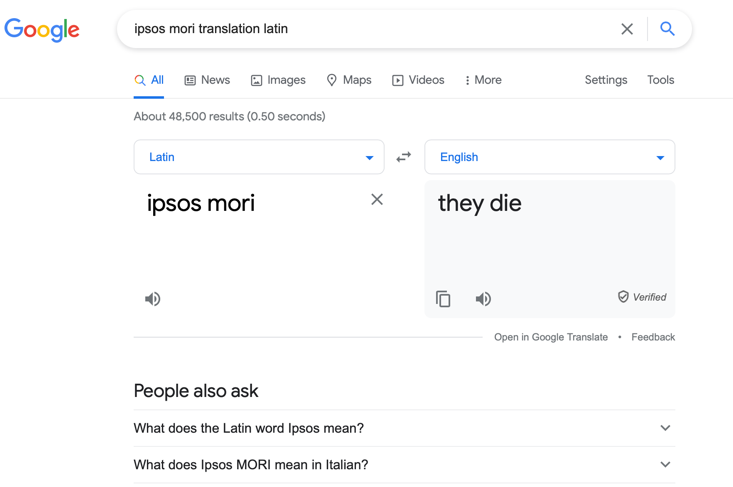 Google
ipsos mori translation latin
All News Images Maps Videos More Settings Tools
About 48,500 results (0.50 seconds)
Latin English
ipsos mori they die
Verified
Open in Google Translate • Feedback
People also ask
What does the Latin word Ipsos mean?
What does Ipsos MORI mean in Italian?